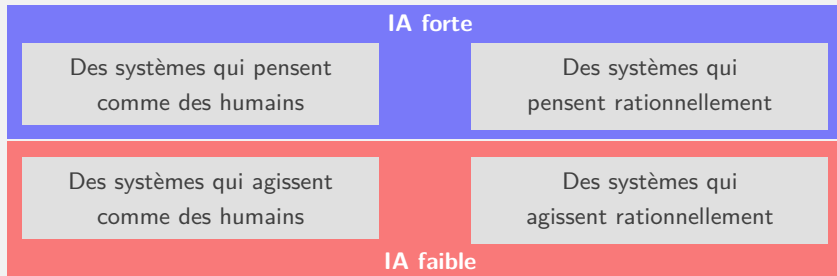 IA forte
Des systèmes qui pensent
comme des humains
Des systèmes qui
pensent rationnellement
Des systèmes qui agissent
comme des humains
Des systèmes qui
agissent rationnellement
IA faible